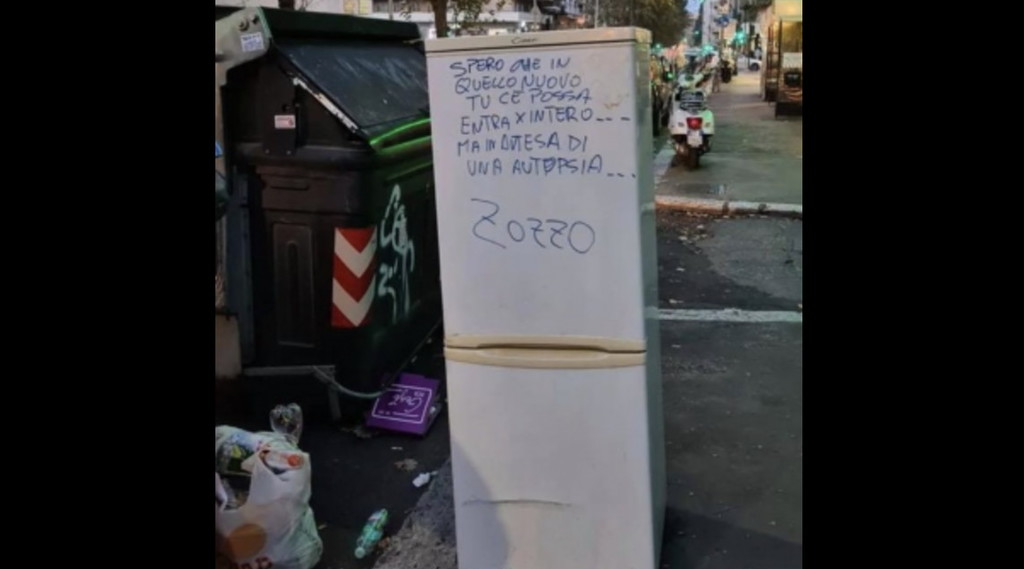 SPERO CHE IN
QUELLO NUOVO
TU CE POSSA
ENTRA X INTERO...
MA IN ATTESA DI
UNA AUTOPSIA...
ZOZZO